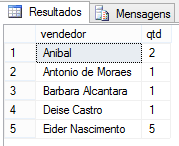 Resultados Mensagens
vendedor qtd
1 Anibal 2
2 Antonio de Moraes 1
3 Barbara Alcantara 1
4 Deise Castro 1
5 Eider Nascimento 5